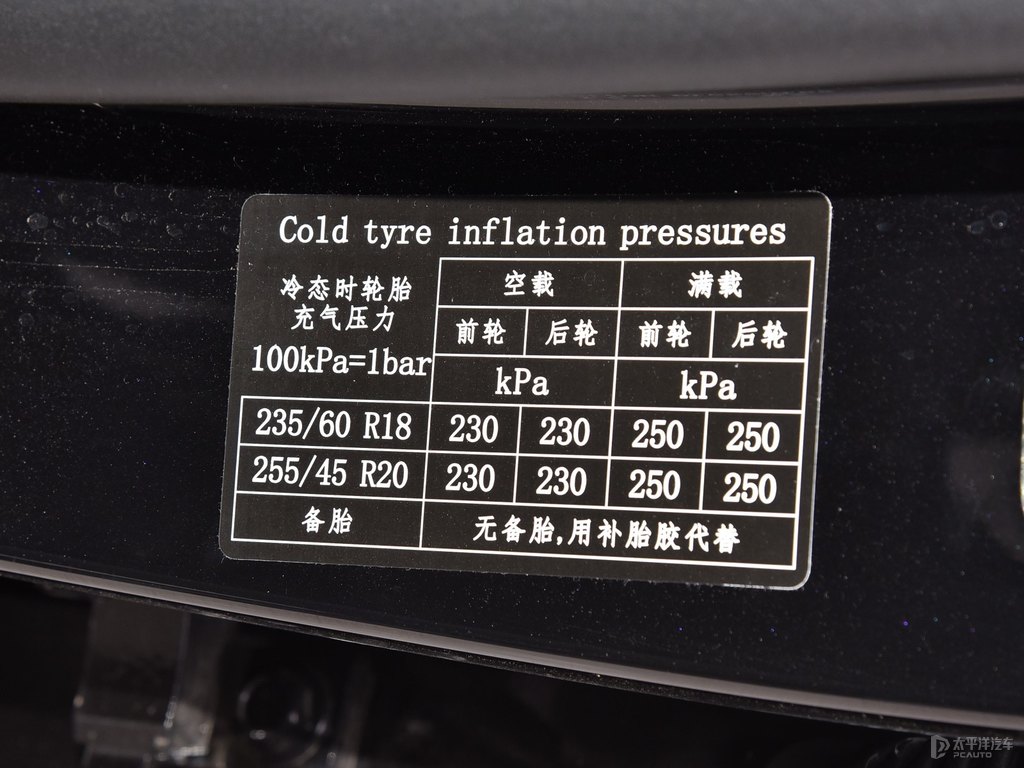 Cold tyre inflation pressures
冷态时轮胎
充气压力
100kPa=1bar
空载 满载
前轮 后轮 前轮 后轮
kPa kPa
235/60 R18 230 230 250 250
255/45 R20 230 230 250 250
备胎 无备胎,用补胎胶代替
太平洋汽车
PCAUTO